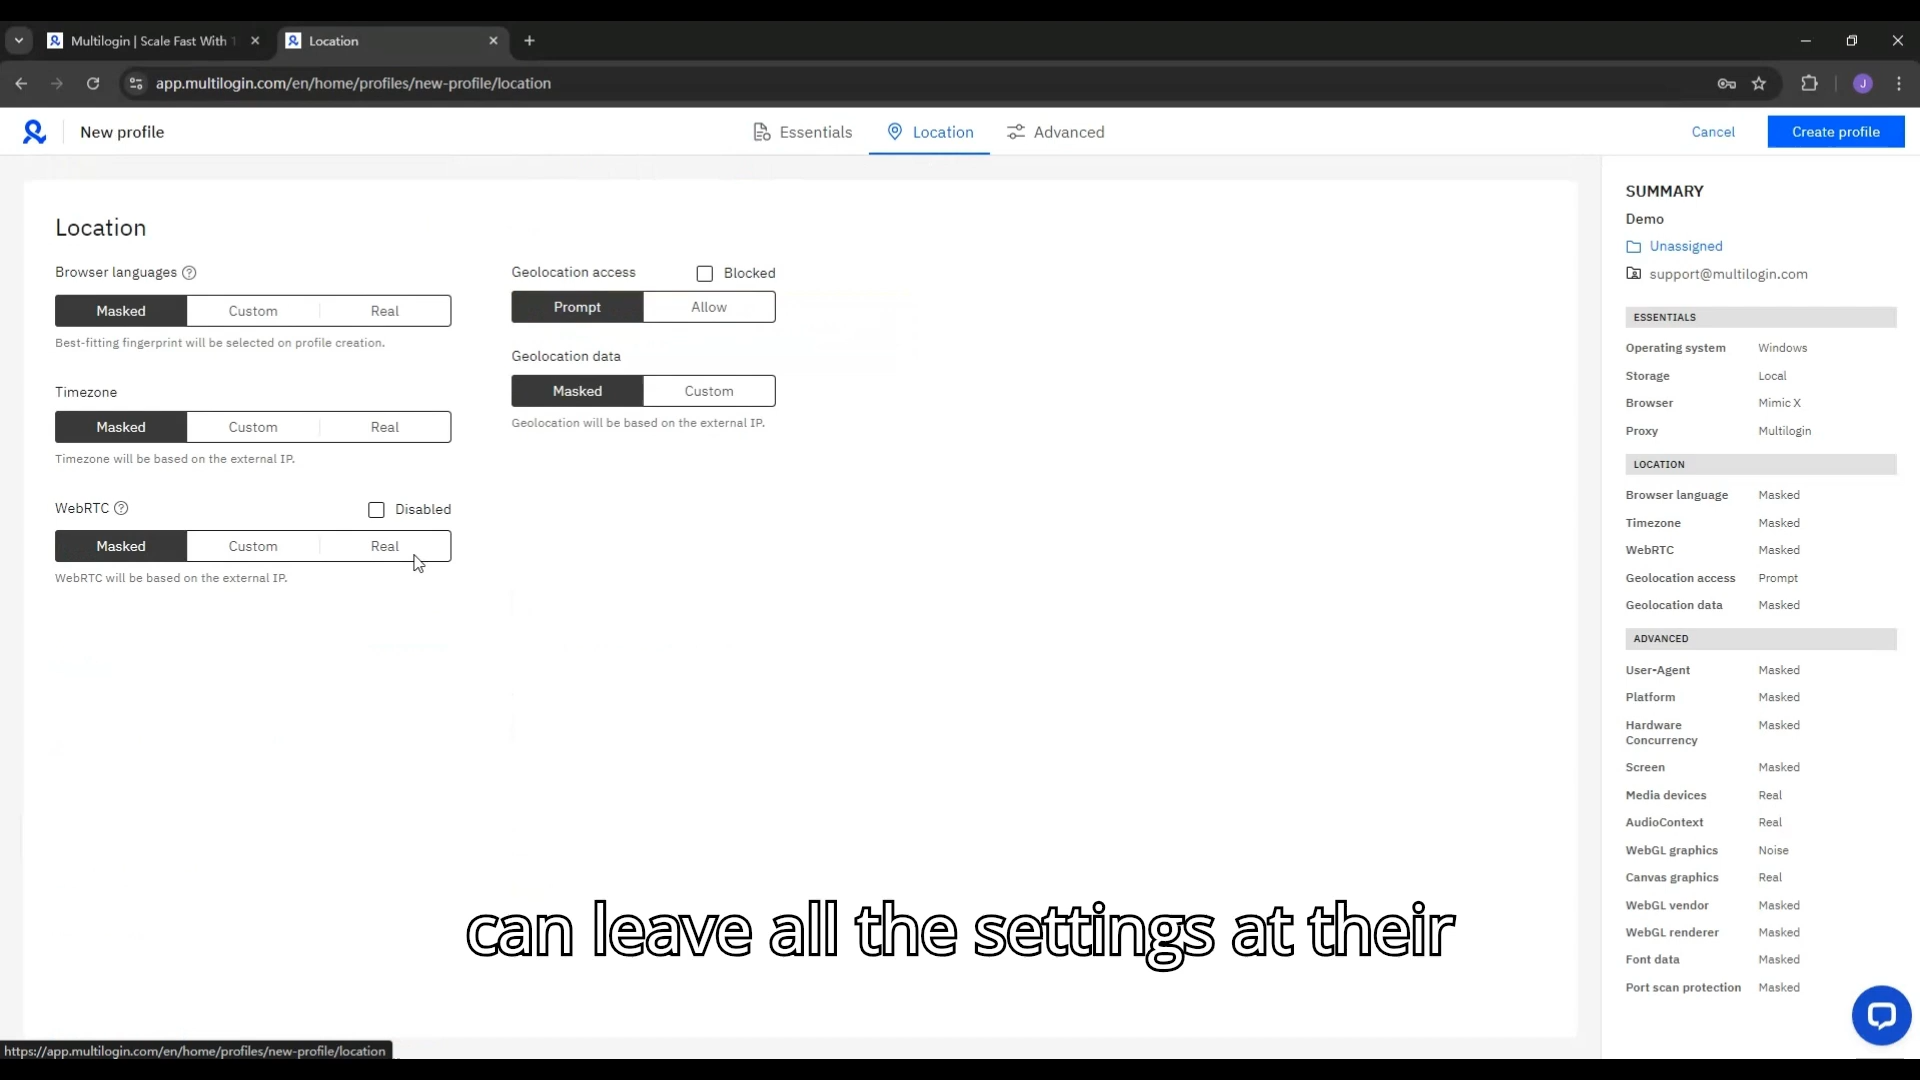 Multilogin | Scale Fast With
Location
app.multilogin.com/en/home/profiles/new-profile/location
J
New profile
Essentials
Location
Advanced
Cancel
Create profile
Location
Browser languages ?
Masked
Custom
Real
Best-fitting fingerprint will be selected on profile creation.
Timezone
Masked
Custom
Real
Timezone will be based on the external IP.
WebRTC ?
Disabled
Masked
Custom
Real
WebRTC will be based on the external IP.
Geolocation access
Blocked
Prompt
Allow
Geolocation data
Masked
Custom
Geolocation will be based on the external IP.
SUMMARY
Demo
Unassigned
support@multilogin.com
ESSENTIALS
Operating system Windows
Storage Local
Browser Mimic X
Proxy Multilogin
LOCATION
Browser language Masked
Timezone Masked
WebRTC Masked
Geolocation access Prompt
Geolocation data Masked
ADVANCED
User-Agent Masked
Platform Masked
Hardware Masked
Concurrency
Screen Masked
Media devices Real
AudioContext Real
WebGL graphics Noise
Canvas graphics Real
WebGL vendor Masked
WebGL renderer Masked
Font data Masked
Port scan protection Masked
can leave all the settings at their
https://app.multilogin.com/en/home/profiles/new-profile/location